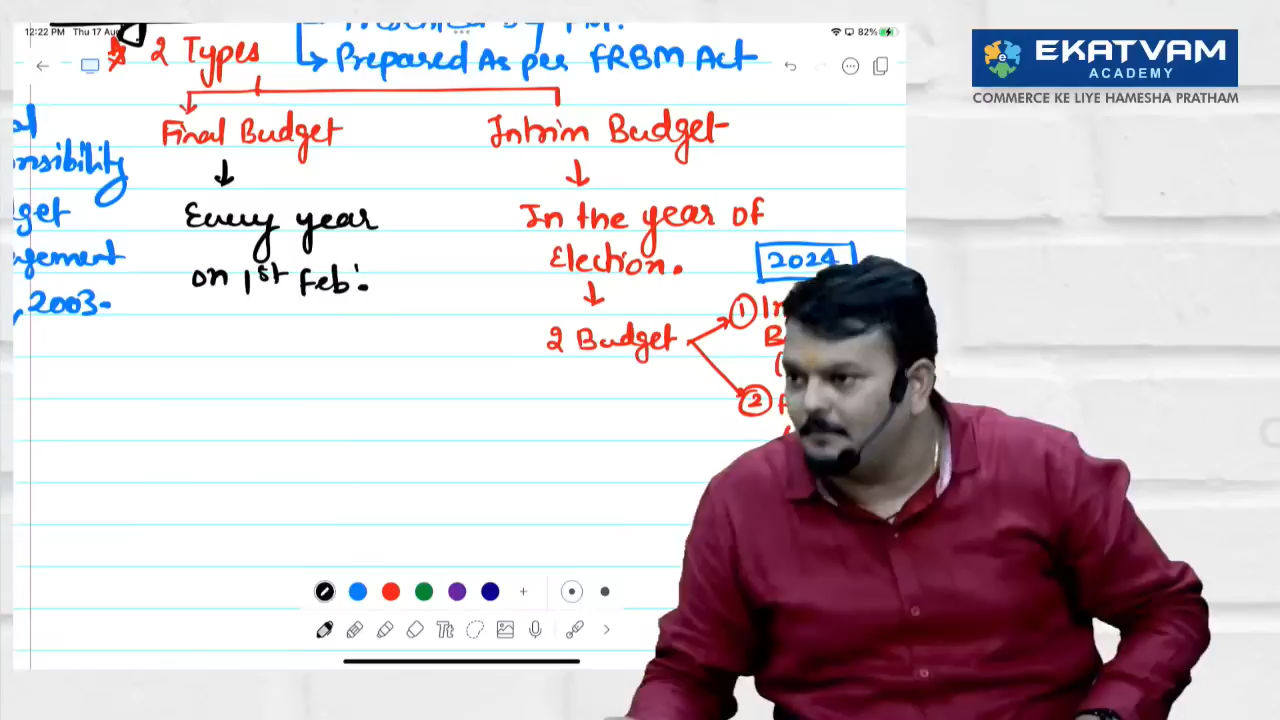 12:22 PM Thu 17 Aug
82%
2 Types
Prepared As per FRBM Act
Final Budget
Intrim Budget
Every year
on 1st Feb'.
In the year of
Election.
2 Budget
2024
1
2
, 2003-
Tt
EKATVAM
ACADEMY
COMMERCE KE LIYE HAMESHA PRATHAM